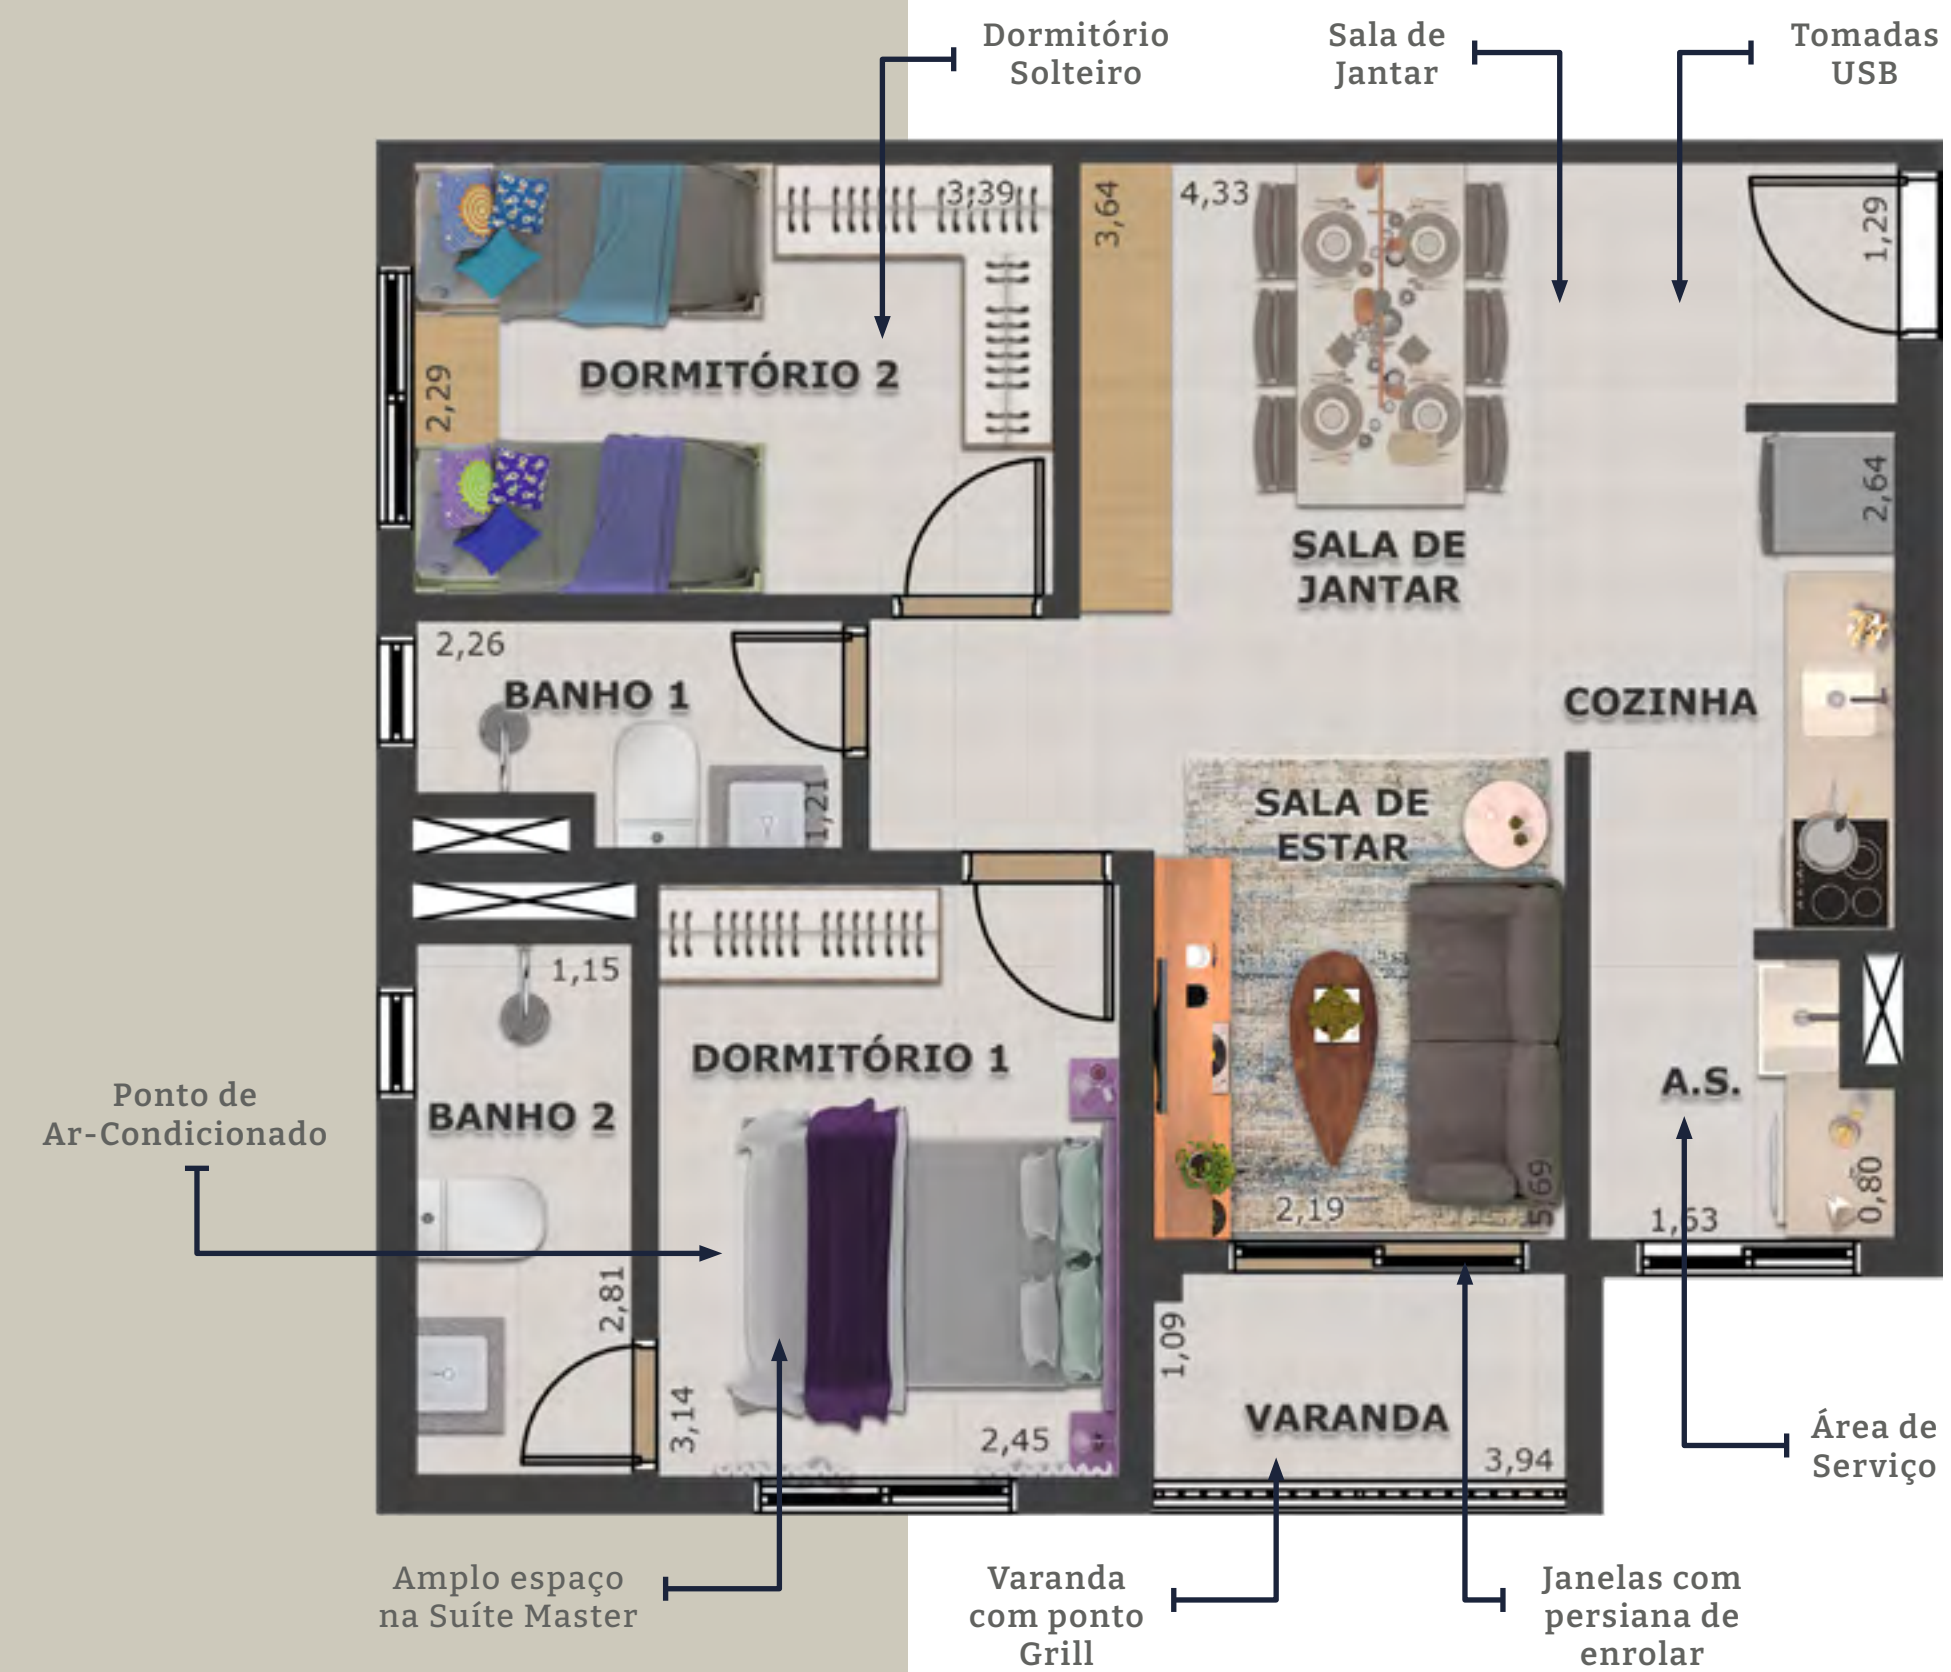 Dormitório
Solteiro
Sala de
Jantar
Tomadas
USB
3,39
3,64
4,33
1,29
2,29
DORMITÓRIO 2
2,64
SALA DE
JANTAR
2,26
BANHO 1
COZINHA
1,21
SALA DE
ESTAR
1,15
DORMITÓRIO 1
A.S.
Ponto de
Ar-Condicionado
BANHO 2
2,19
5,69
1,63
0,80
2,81
1,09
3,14
2,45
VARANDA
3,94
Área de
Serviço
Amplo espaço
na Suíte Master
Varanda
com ponto
Grill
Janelas com
persiana de
enrolar